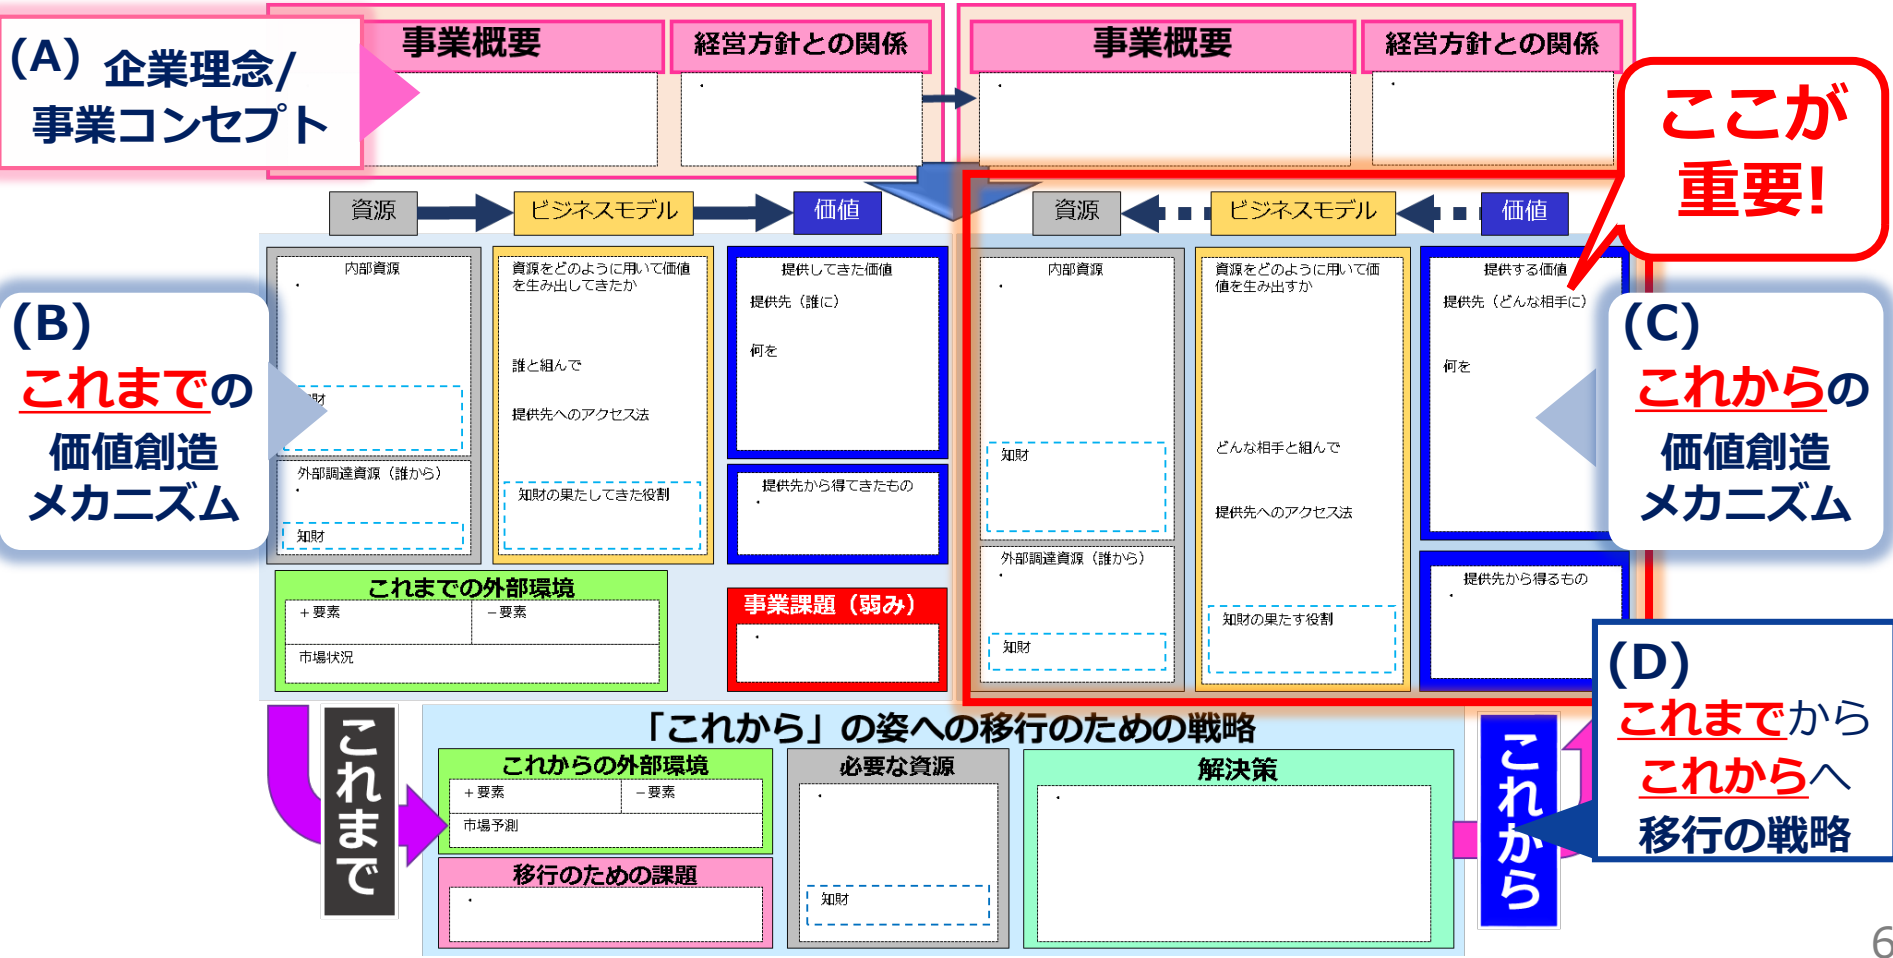 (A) 企業理念/
事業コンセプト
事業概要
経営方針との関係
・
事業概要
・
経営方針との関係
・
ここが
重要!
資源
ビジネスモデル
価値
資源
ビジネスモデル
価値
(B)
これまでの
価値創造
メカニズム
内部資源
・
財
外部調達資源（誰から）
・
知財
資源をどのように用いて価値
を生み出してきたか
誰と組んで
提供先へのアクセス法
知財の果たしてきた役割
提供してきた価値
提供先（誰に）
何を
提供先から得てきたもの
・
これまでの外部環境
＋要素
－要素
市場状況
事業課題（弱み）
・
内部資源
・
知財
外部調達資源（誰から）
・
知財
資源をどのように用いて価
値を生み出すか
どんな相手と組んで
提供先へのアクセス法
知財の果たす役割
提供する価値
提供先（どんな相手に）
何を
提供先から得るもの
・
(C)
これからの
価値創造
メカニズム
これまで
「これから」の姿への移行のための戦略
これからの外部環境
＋要素
－要素
市場予測
移行のための課題
・
必要な資源
・
知財
解決策
・
これから
(D)
これまでから
これからへ
移行の戦略
6